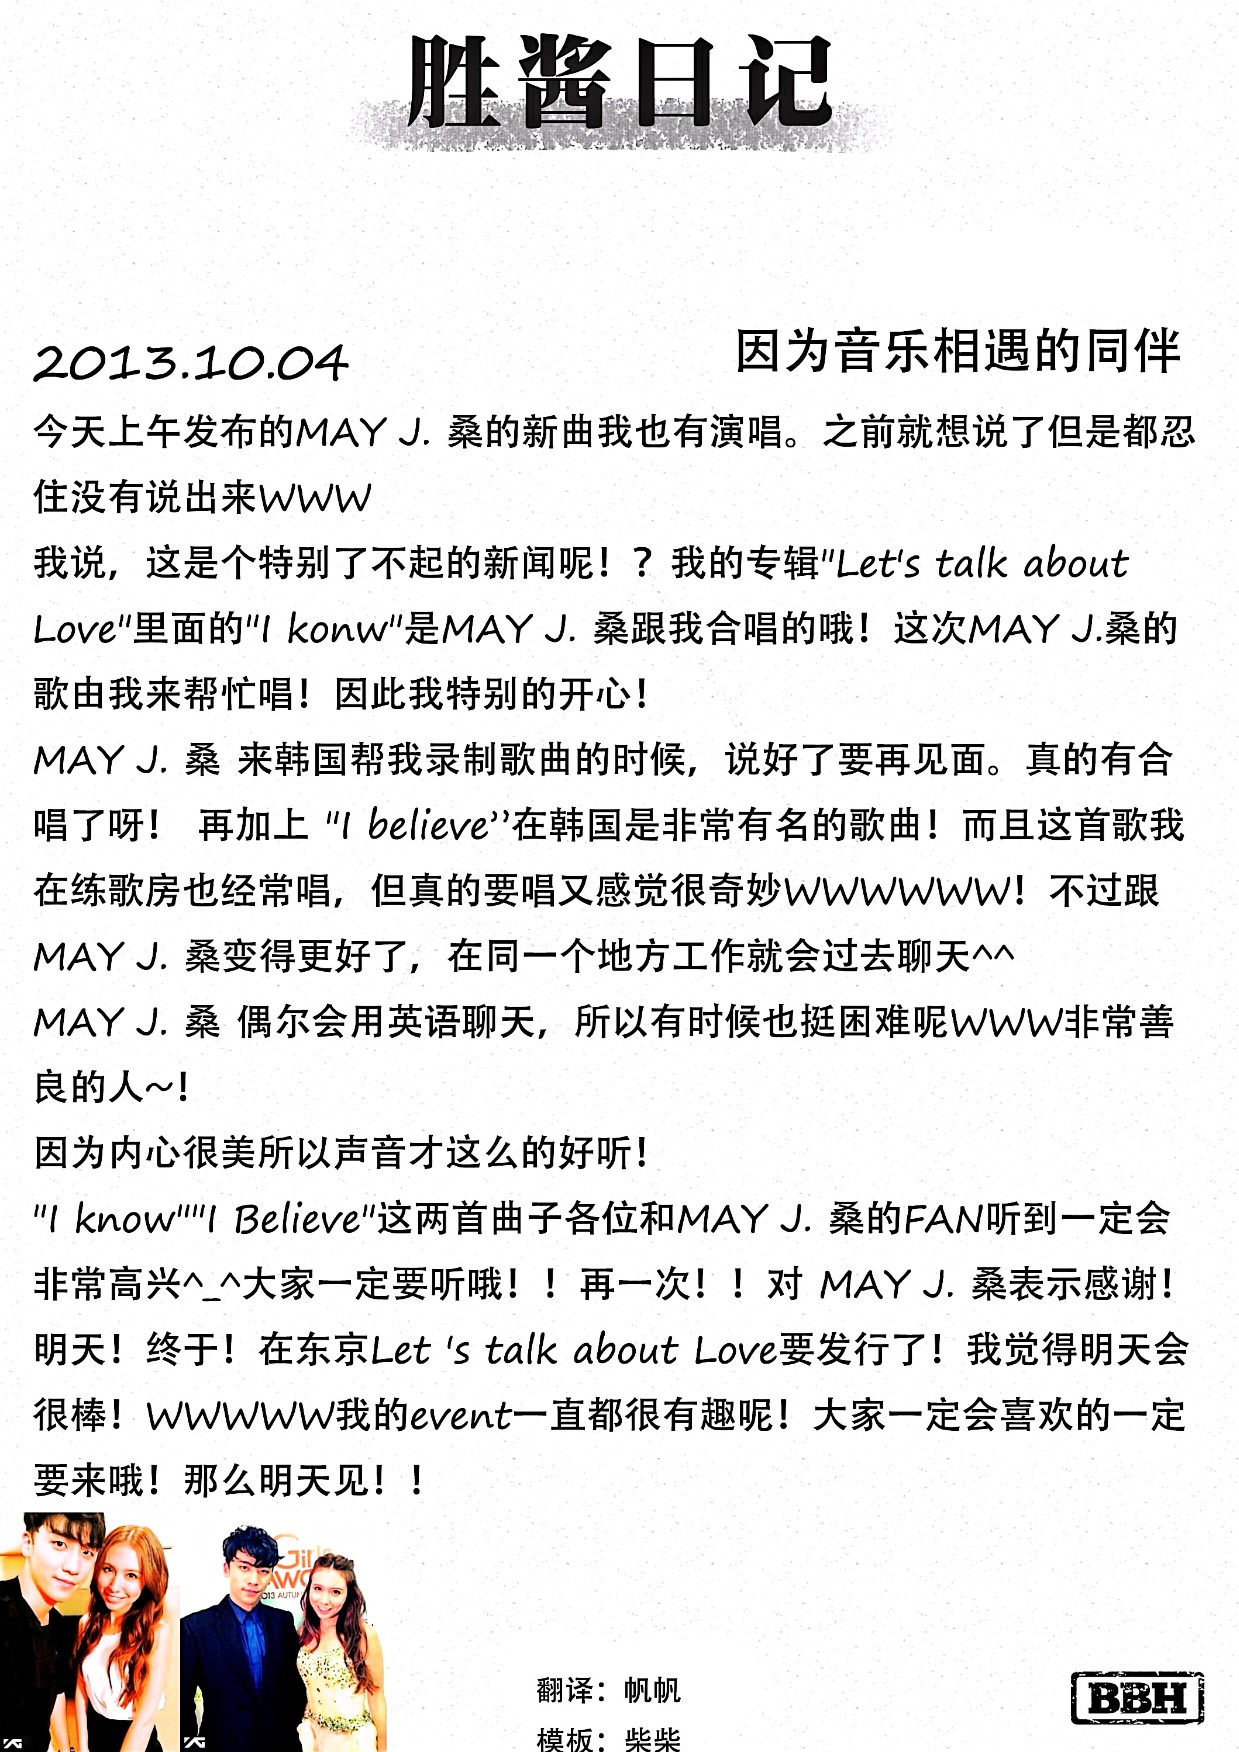 胜酱日记
2013.10.04
因为音乐相遇的同伴
今天上午发布的MAY J. 桑的新曲我也有演唱。之前就想说了但是都忍
住没有说出来WWW
我说，这是个特别了不起的新闻呢！？我的专辑"Let's talk about
Love"里面的"I konw"是MAY J. 桑跟我合唱的哦！这次MAY J.桑的
歌由我来帮忙唱！因此我特别的开心！
MAY J. 桑 来韩国帮我录制歌曲的时候，说好了要再见面。真的有合
唱了呀！ 再加上 "I believe’’在韩国是非常有名的歌曲！而且这首歌我
在练歌房也经常唱，但真的要唱又感觉很奇妙WWWWWW！不过跟
MAY J. 桑变得更好了，在同一个地方工作就会过去聊天^^
MAY J. 桑 偶尔会用英语聊天，所以有时候也挺困难呢WWW非常善
良的人~！
因为内心很美所以声音才这么的好听！
"I know""I Believe"这两首曲子各位和MAY J. 桑的FAN听到一定会
非常高兴^_^大家一定要听哦！！再一次！！对 MAY J. 桑表示感谢！
明天！终于！在东京Let 's talk about Love要发行了！我觉得明天会
很棒！WWWWW我的event一直都很有趣呢！大家一定会喜欢的一定
要来哦！那么明天见！！
Girls
AWC
2013 AUTUM
YG
YG
翻译：帆帆
模板：柴柴
BBH